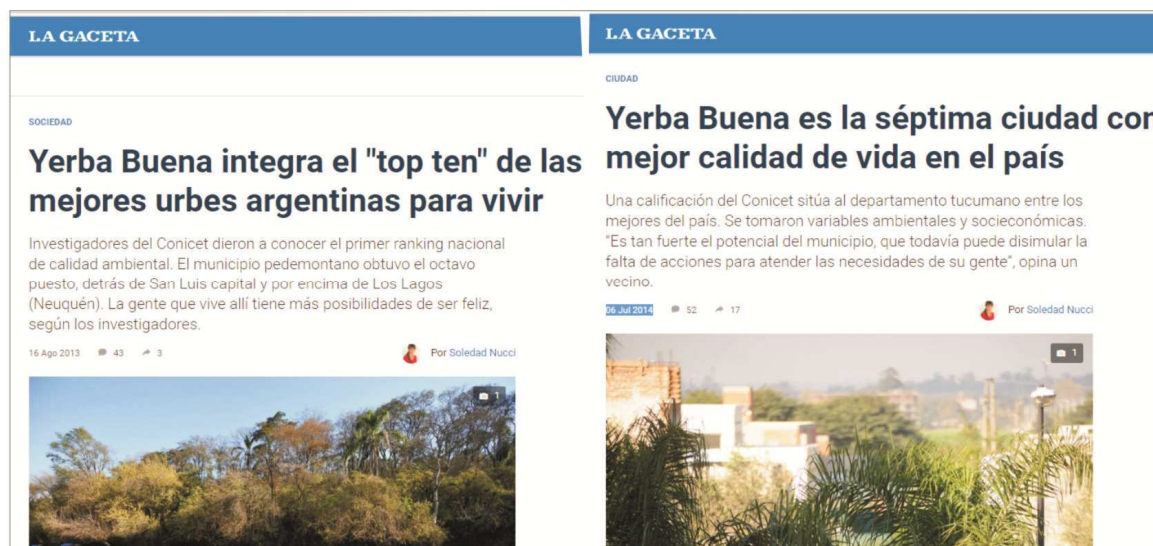 LA GACETA
SOCIEDAD
Yerba Buena integra el "top ten" de las
mejores urbes argentinas para vivir
Investigadores del Conicet dieron a conocer el primer ranking nacional
de calidad ambiental. El municipio pedemontano obtuvo el octavo
puesto, detrás de San Luis capital y por encima de Los Lagos
(Neuquén). La gente que vive allí tiene más posibilidades de ser feliz,
según los investigadores.
16 Ago 2013 43 3
Por Soledad Nucci
1
LA GACETA
CIUDAD
Yerba Buena es la séptima ciudad con
mejor calidad de vida en el país
Una calificación del Conicet sitúa al departamento tucumano entre los
mejores del país. Se tomaron variables ambientales y socieconómicas.
"Es tan fuerte el potencial del municipio, que todavía puede disimular la
falta de acciones para atender las necesidades de su gente", opina un
vecino.
06 Jul 2014 52 17
Por Soledad Nucci
1